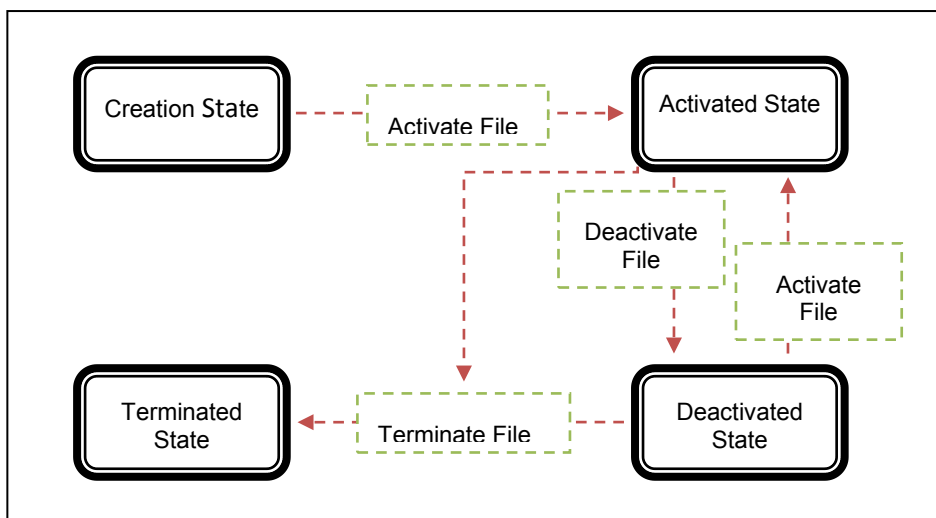 Creation State
Activate File
Activated State
Deactivate
File
Activate
File
Terminated
State
Terminate File
Deactivated
State